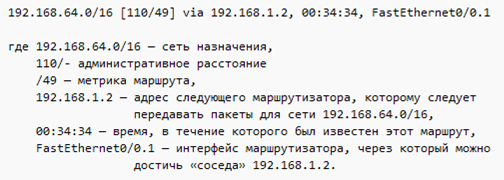 192.168.64.0/16 [110/49] via 192.168.1.2, 00:34:34, FastEthernet0/0.1
где 192.168.64.0/16 — сеть назначения,
110/- административное расстояние
/49 — метрика маршрута,
192.168.1.2 — адрес следующего маршрутизатора, которому следует
передавать пакеты для сети 192.168.64.0/16,
00:34:34 — время, в течение которого был известен этот маршрут,
FastEthernet0/0.1 — интерфейс маршрутизатора, через который можно
достичь «соседа» 192.168.1.2.